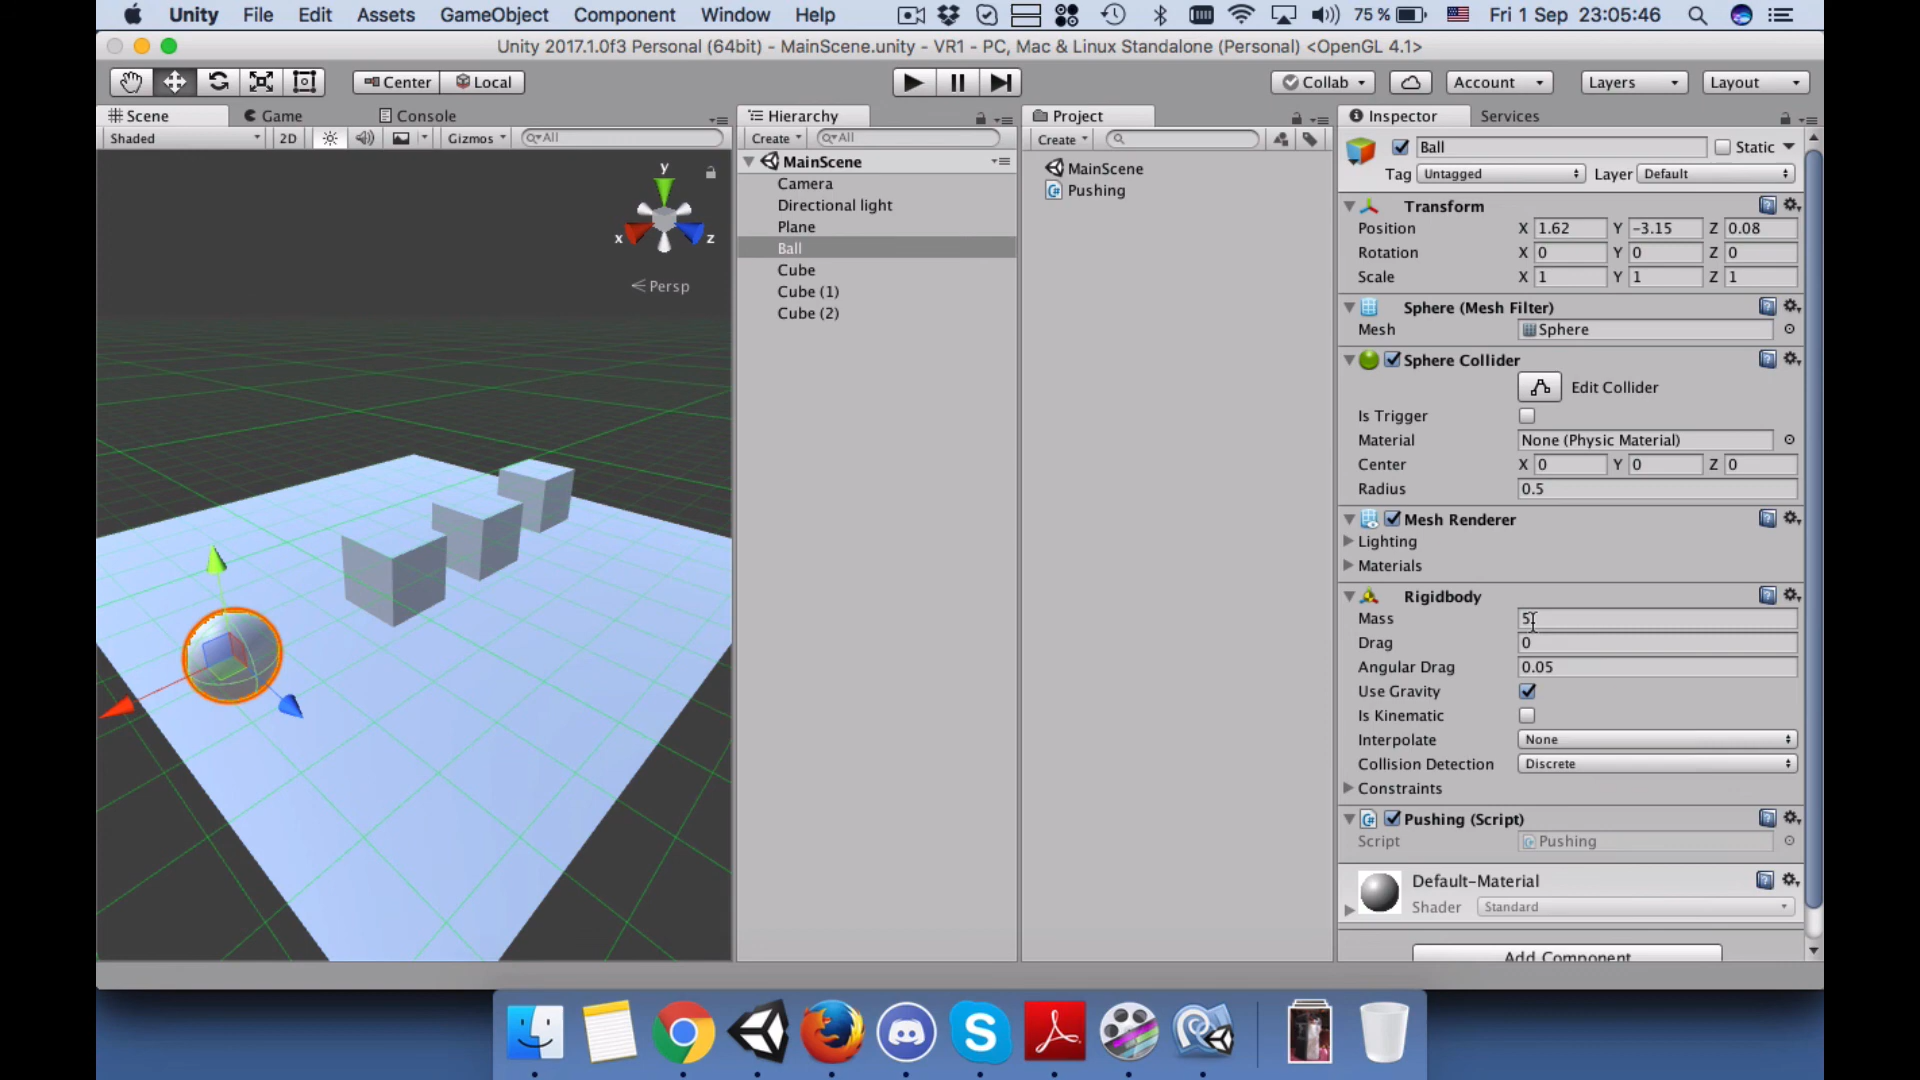 Unity File Edit Assets GameObject Component Window Help 75 % Fri 1 Sep 23:05:46
Unity 2017.1.0f3 Personal (64bit) - MainScene.unity - VR1 - PC, Mac & Linux Standalone (Personal) <OpenGL 4.1>
Center Local Collab Account Layers Layout
Scene Game Console Hierarchy Project Inspector Services
Shaded 2D Gizmos All Create All Create
Ball Static
Tag Untagged Layer Default
MainScene
Camera
Directional light
Plane
Ball
Cube
Cube (1)
Cube (2)
MainScene
Pushing
y
x
z
Persp
Transform
Position X 1.62 Y -3.15 Z 0.08
Rotation X 0 Y 0 Z 0
Scale X 1 Y 1 Z 1
Sphere (Mesh Filter)
Mesh Sphere
Sphere Collider
Edit Collider
Is Trigger
Material None (Physic Material)
Center X 0 Y 0 Z 0
Radius 0.5
Mesh Renderer
Lighting
Materials
Rigidbody
Mass 5
Drag 0
Angular Drag 0.05
Use Gravity
Is Kinematic
Interpolate None
Collision Detection Discrete
Constraints
Pushing (Script)
Script Pushing
Default-Material
Shader Standard
Add Component